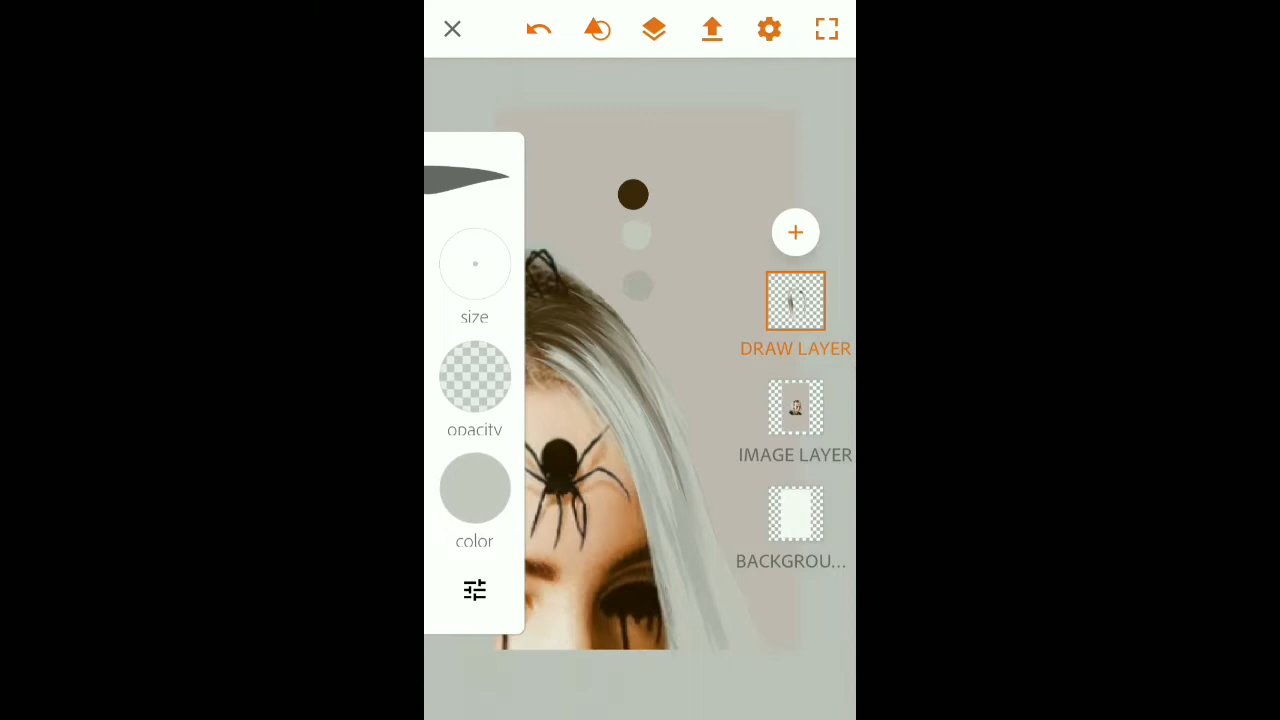 size
opacity
color
DRAW LAYER
IMAGE LAYER
BACKGROU...